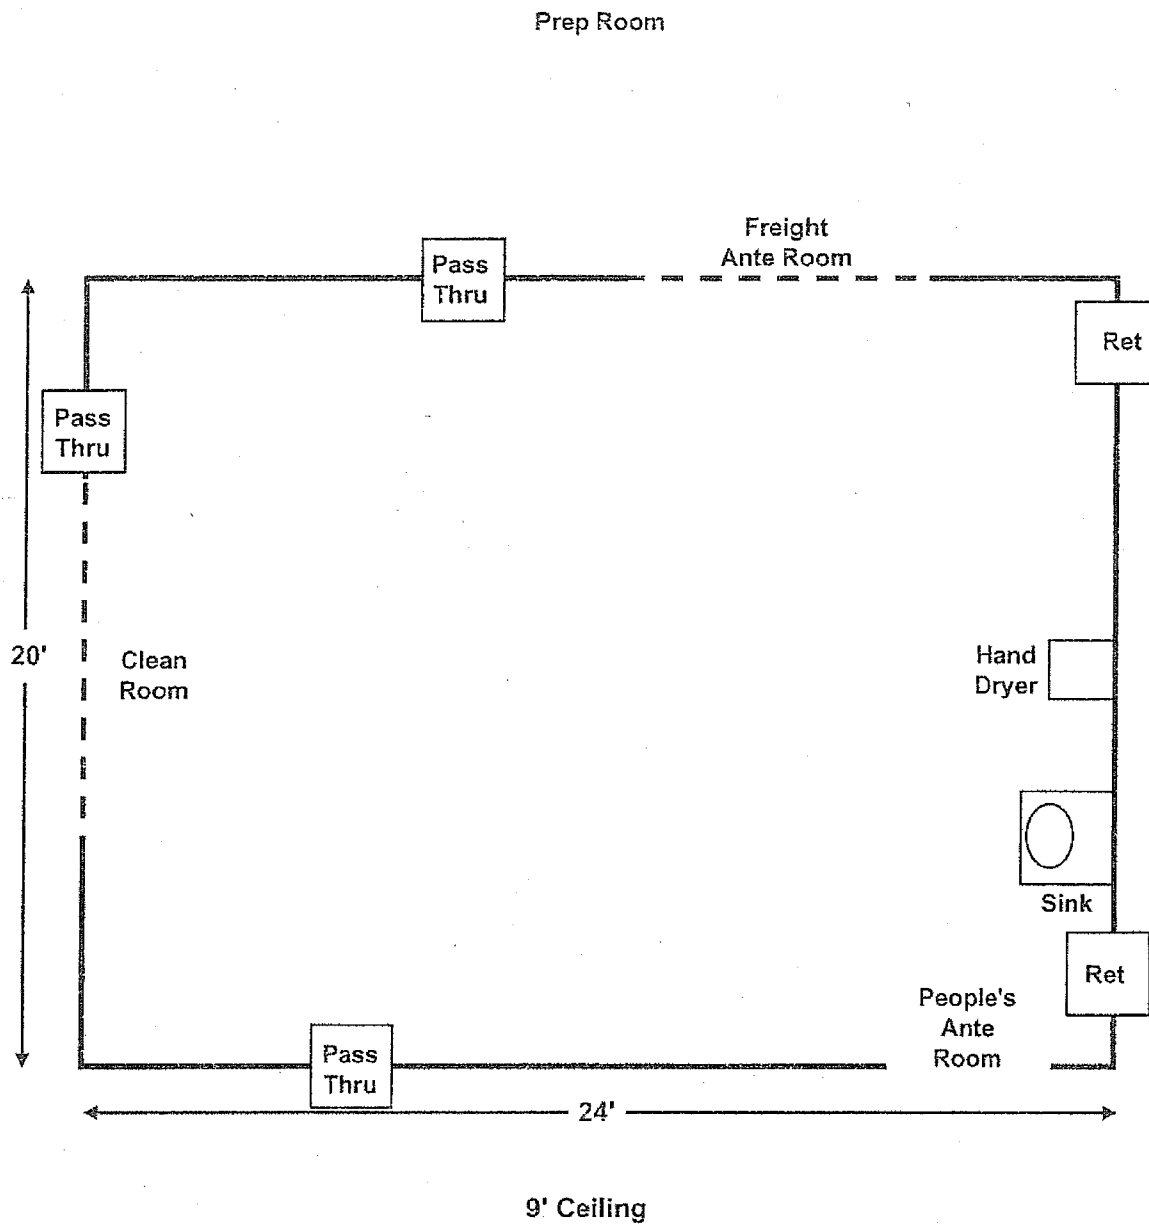 Prep Room
Freight
Ante Room
Pass
Thru
Ret
Pass
Thru
20'
Clean
Room
Hand
Dryer
Sink
Ret
People's
Ante
Room
Pass
Thru
24'
9' Ceiling